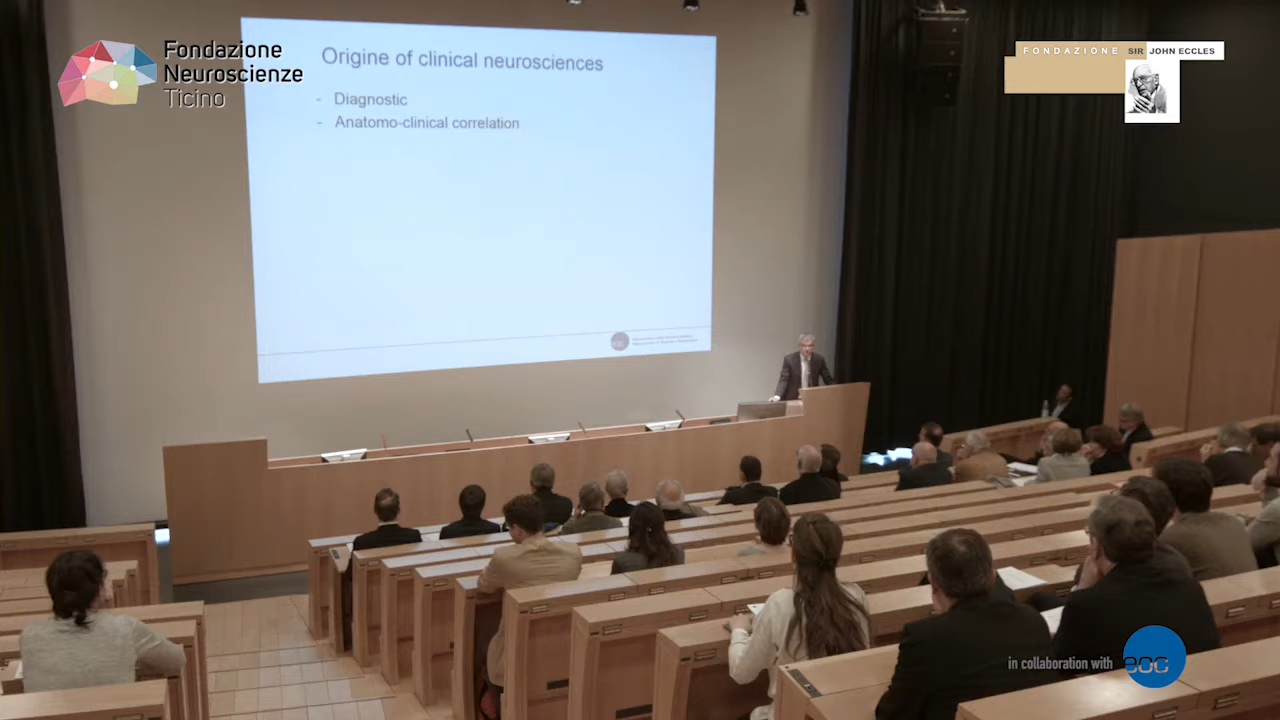 Fondazione
Neuroscienze
Ticino
Origine of clinical neurosciences
- Diagnostic
- Anatomo-clinical correlation
eoc
FONDAZIONE SIR JOHN ECCLES
in collaboration with eoc